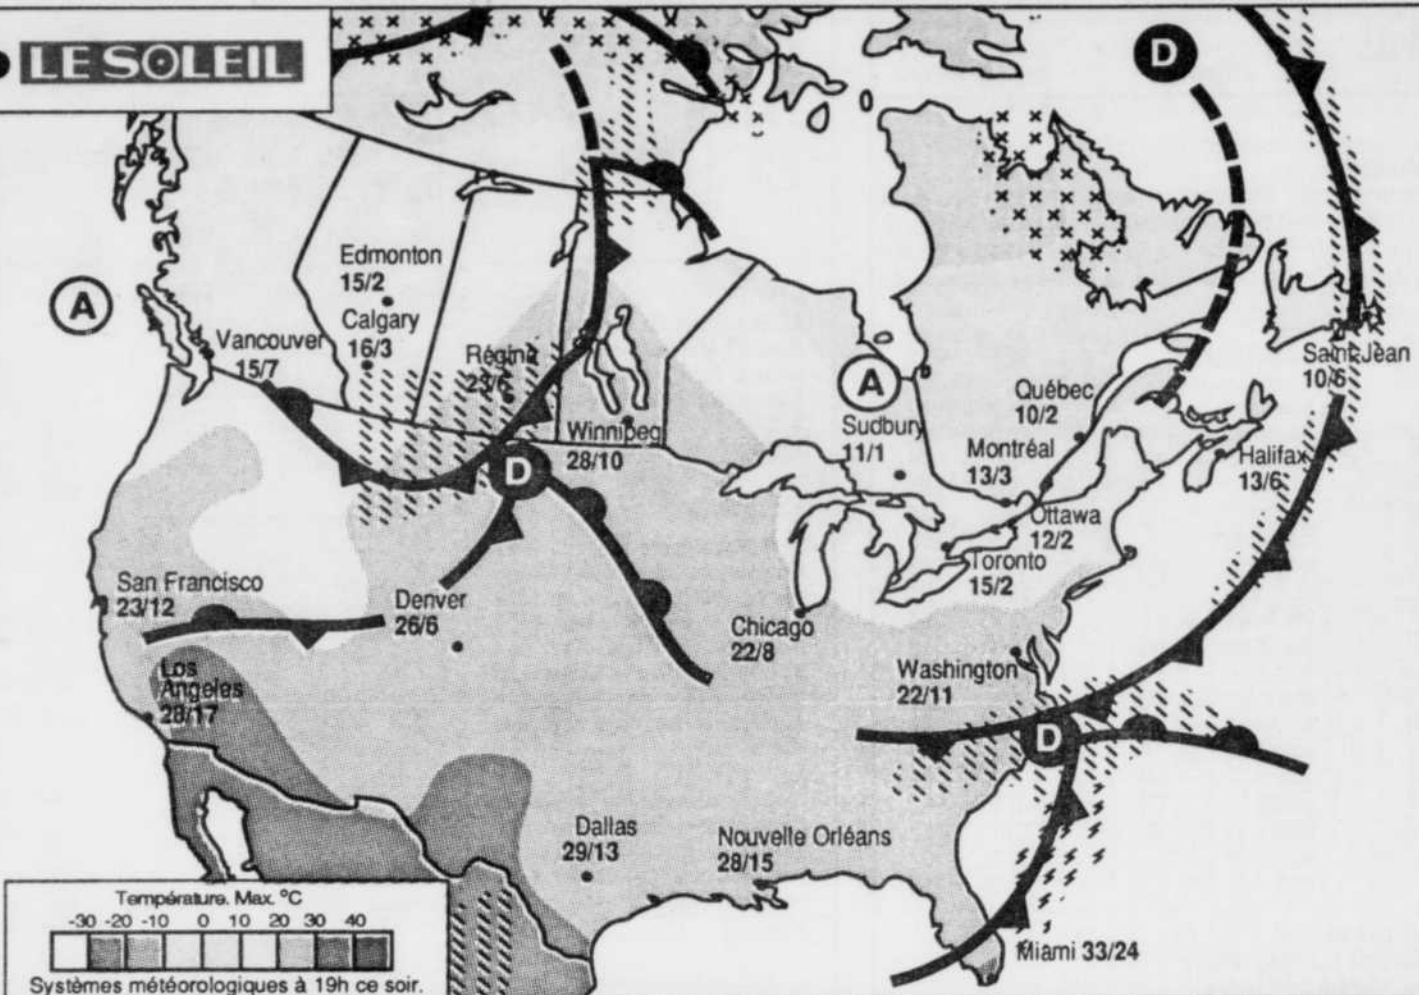 LE SOLEIL
D
Edmonton
15/2
A
Calgary
16/3
Vancouver
15/7
Régina
23/6
Winnipeg
28/10
D
A
Sudbury
11/1
Québec
10/2
Montréal
13/3
Ottawa
12/2
Toronto
15/2
Saint-Jean
10/6
Halifax
13/6
San Francisco
23/12
Denver
26/6
Chicago
22/8
Washington
22/11
Los
Angeles
28/17
D
Dallas
29/13
Nouvelle Orléans
28/15
Miami 33/24
Température. Max. °C
-30 -20 -10 0 10 20 30 40
Systèmes météorologiques à 19h ce soir.